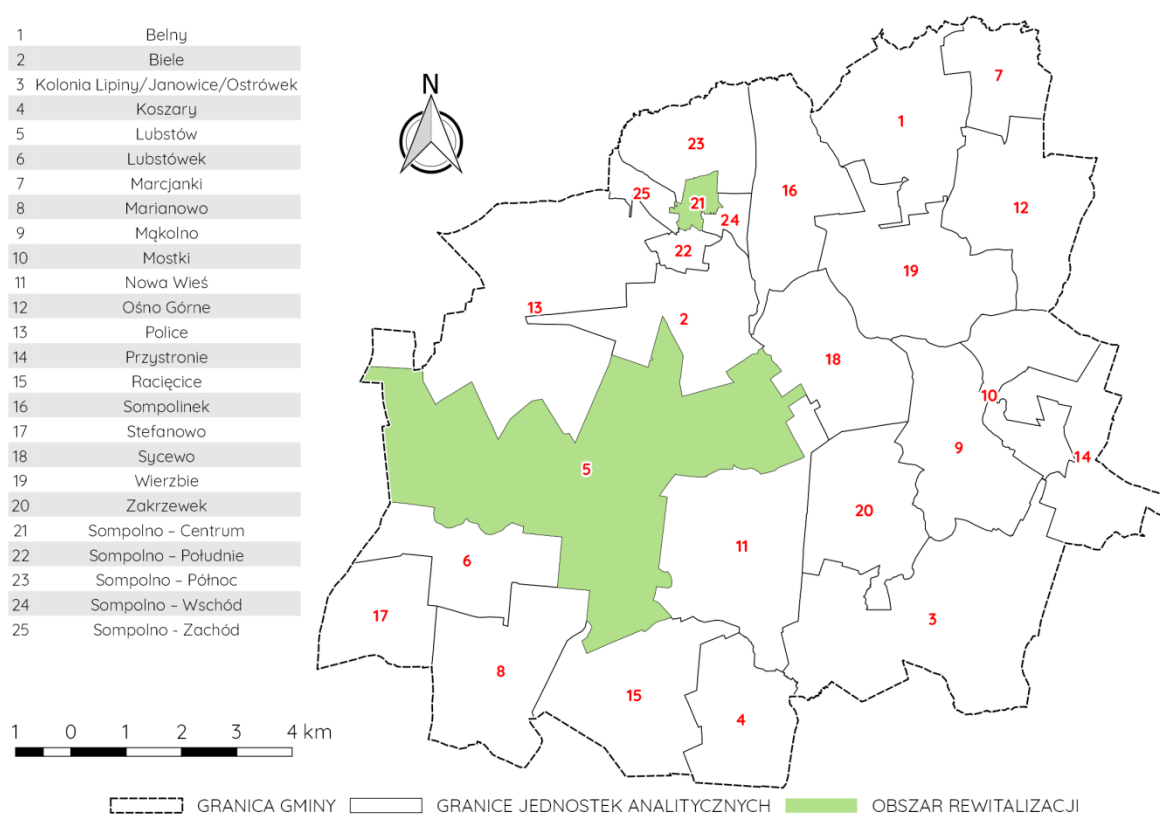 1 Belny
2 Biele
3 Kolonia Lipiny/Janowice/Ostrówek
4 Koszary
5 Lubstów
6 Lubstówek
7 Marcjanki
8 Marianowo
9 Mąkolno
10 Mostki
11 Nowa Wieś
12 Ośno Górne
13 Police
14 Przystronie
15 Racięcice
16 Sompolinek
17 Stefanowo
18 Sycewo
19 Wierzbie
20 Zakrzewek
21 Sompolno – Centrum
22 Sompolno – Południe
23 Sompolno – Północ
24 Sompolno – Wschód
25 Sompolno - Zachód
N
7
1
23
16
25
21
12
24
22
19
13
2
18
10
9
14
5
20
11
6
17
3
8
15
4
1 0 1 2 3 4 km
GRANICA GMINY GRANICE JEDNOSTEK ANALITYCZNYCH OBSZAR REWITALIZACJI